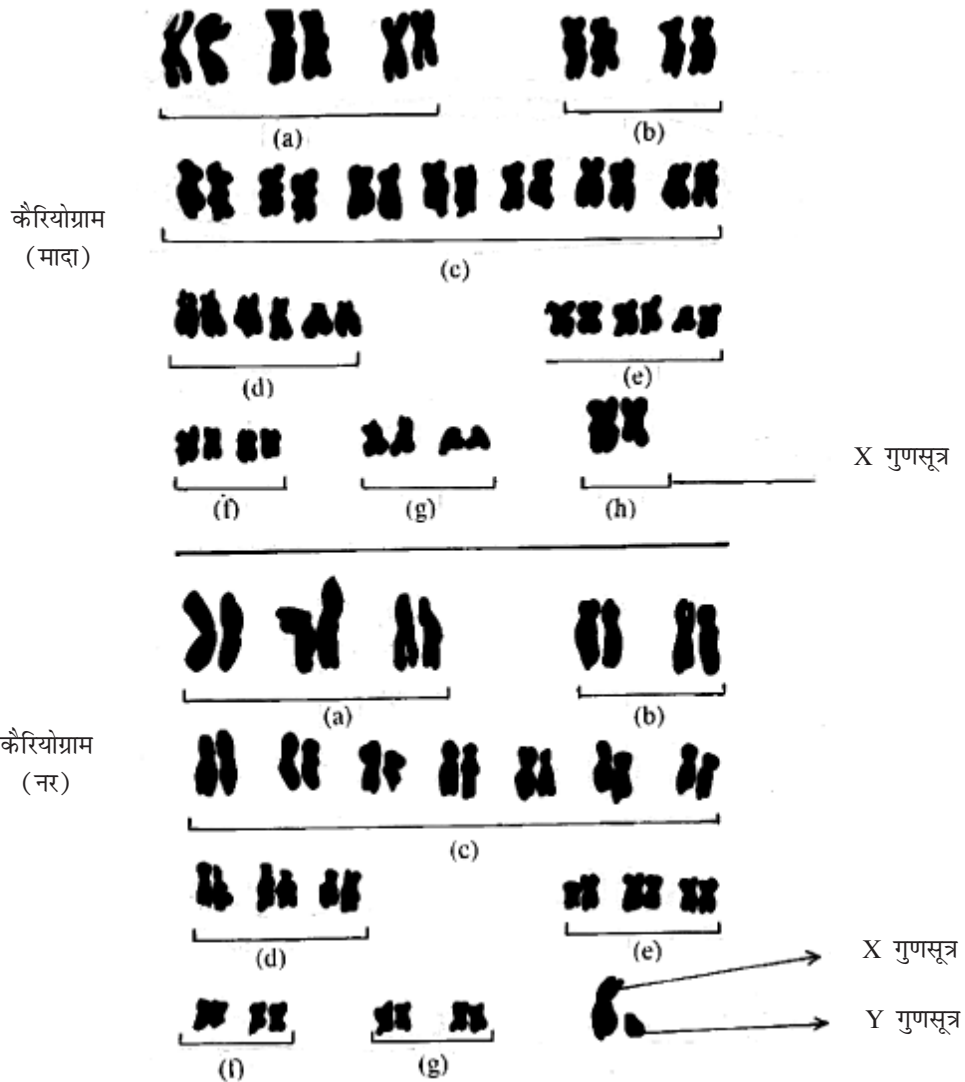 (a)
(b)
कैरियोग्राम
(मादा)
(c)
(d)
(e)
X गुणसूत्र
(f)
(g)
(h)
(a)
(b)
कैरियोग्राम
(नर)
(c)
(d)
(e)
X गुणसूत्र
Y गुणसूत्र
(f)
(g)